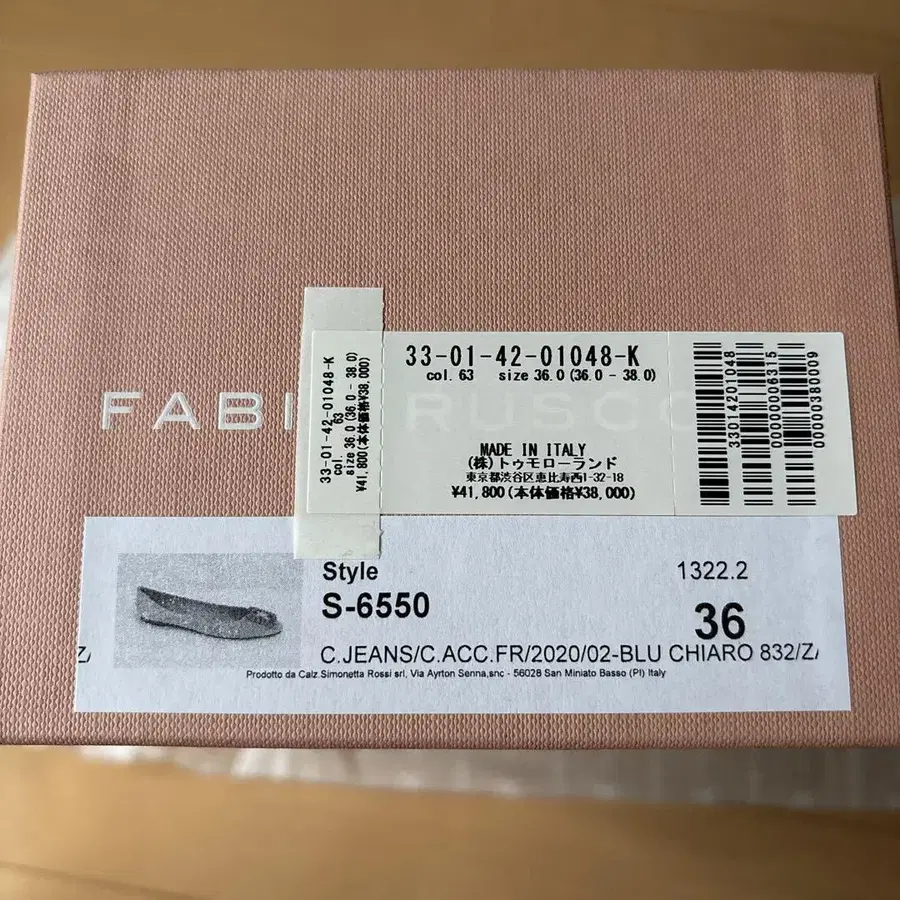 FABI RUSCO
33-01-42-01048-K
col. 63
size 36.0 (36.0 - 38.0)
¥41,800(本体価格¥38,000)
33-01-42-01048-K
col. 63 size 36.0 (36.0 - 38.0)
MADE IN ITALY
(株)トゥモローランド
東京都渋谷区恵比寿西1-32-18
¥41,800(本体価格¥38,000)
33014201048
0000000006315
00000380009
Style 1322.2
S-6550 36
Z/ C.JEANS/C.ACC.FR/2020/02-BLU CHIARO 832/Z/
Prodotto da Calz.Simonetta Rossi srl, Via Ayrton Senna,snc - 56028 San Miniato Basso (PI) Italy